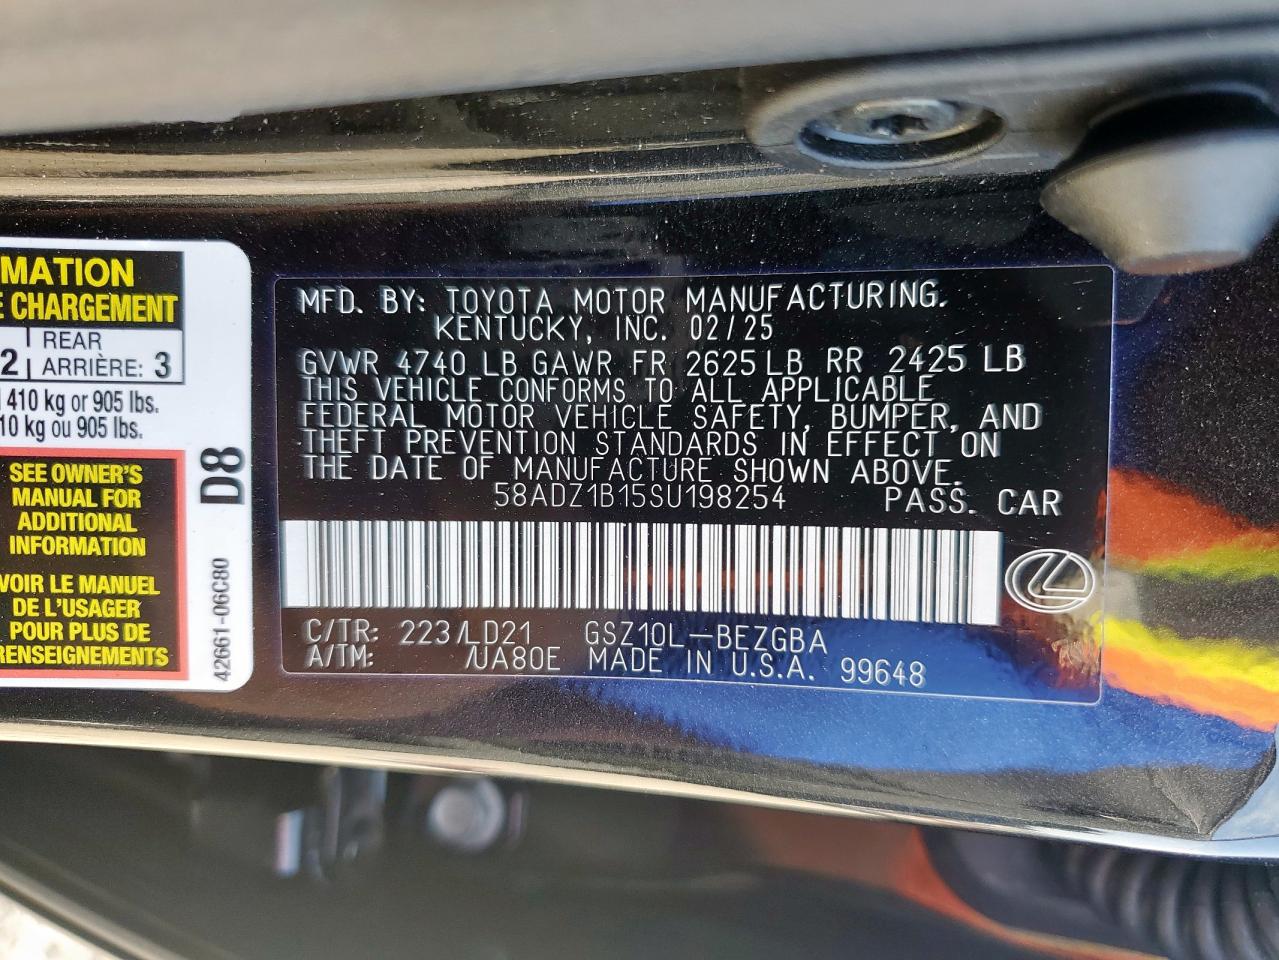 MATION
E CHARGEMENT
2 REAR
ARRIÈRE: 3
410 kg or 905 lbs.
10 kg ou 905 lbs.
SEE OWNER'S
MANUAL FOR
ADDITIONAL
INFORMATION
VOIR LE MANUEL
DE L'USAGER
POUR PLUS DE
RENSEIGNEMENTS
D8
42661-06C80
MFD. BY: TOYOTA MOTOR MANUFACTURING.
KENTUCKY, INC. 02/25
GVWR 4740 LB GAWR FR 2625 LB RR 2425 LB
THIS VEHICLE CONFORMS TO ALL APPLICABLE
FEDERAL MOTOR VEHICLE SAFETY, BUMPER, AND
THEFT PREVENTION STANDARDS IN EFFECT ON
THE DATE OF MANUFACTURE SHOWN ABOVE.
58ADZ1B15SU198254 PASS. CAR
C/TR: 223/LD21 GSZ10L-BEZGBA
A/TM: /UA80E MADE IN U.S.A. 99648